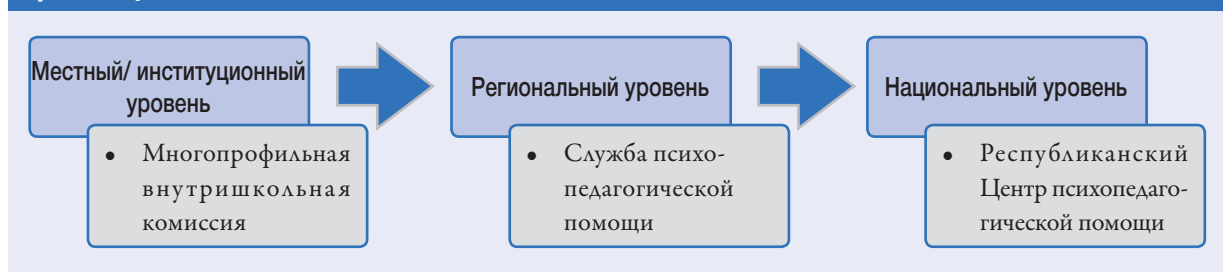 Местный/ институционный
уровень
• Многопрофильная
внутришкольная
комиссия
Региональный уровень
• Служба психо-
педагогической
помощи
Национальный уровень
• Республиканский
Центр психопедаго-
гической помощи